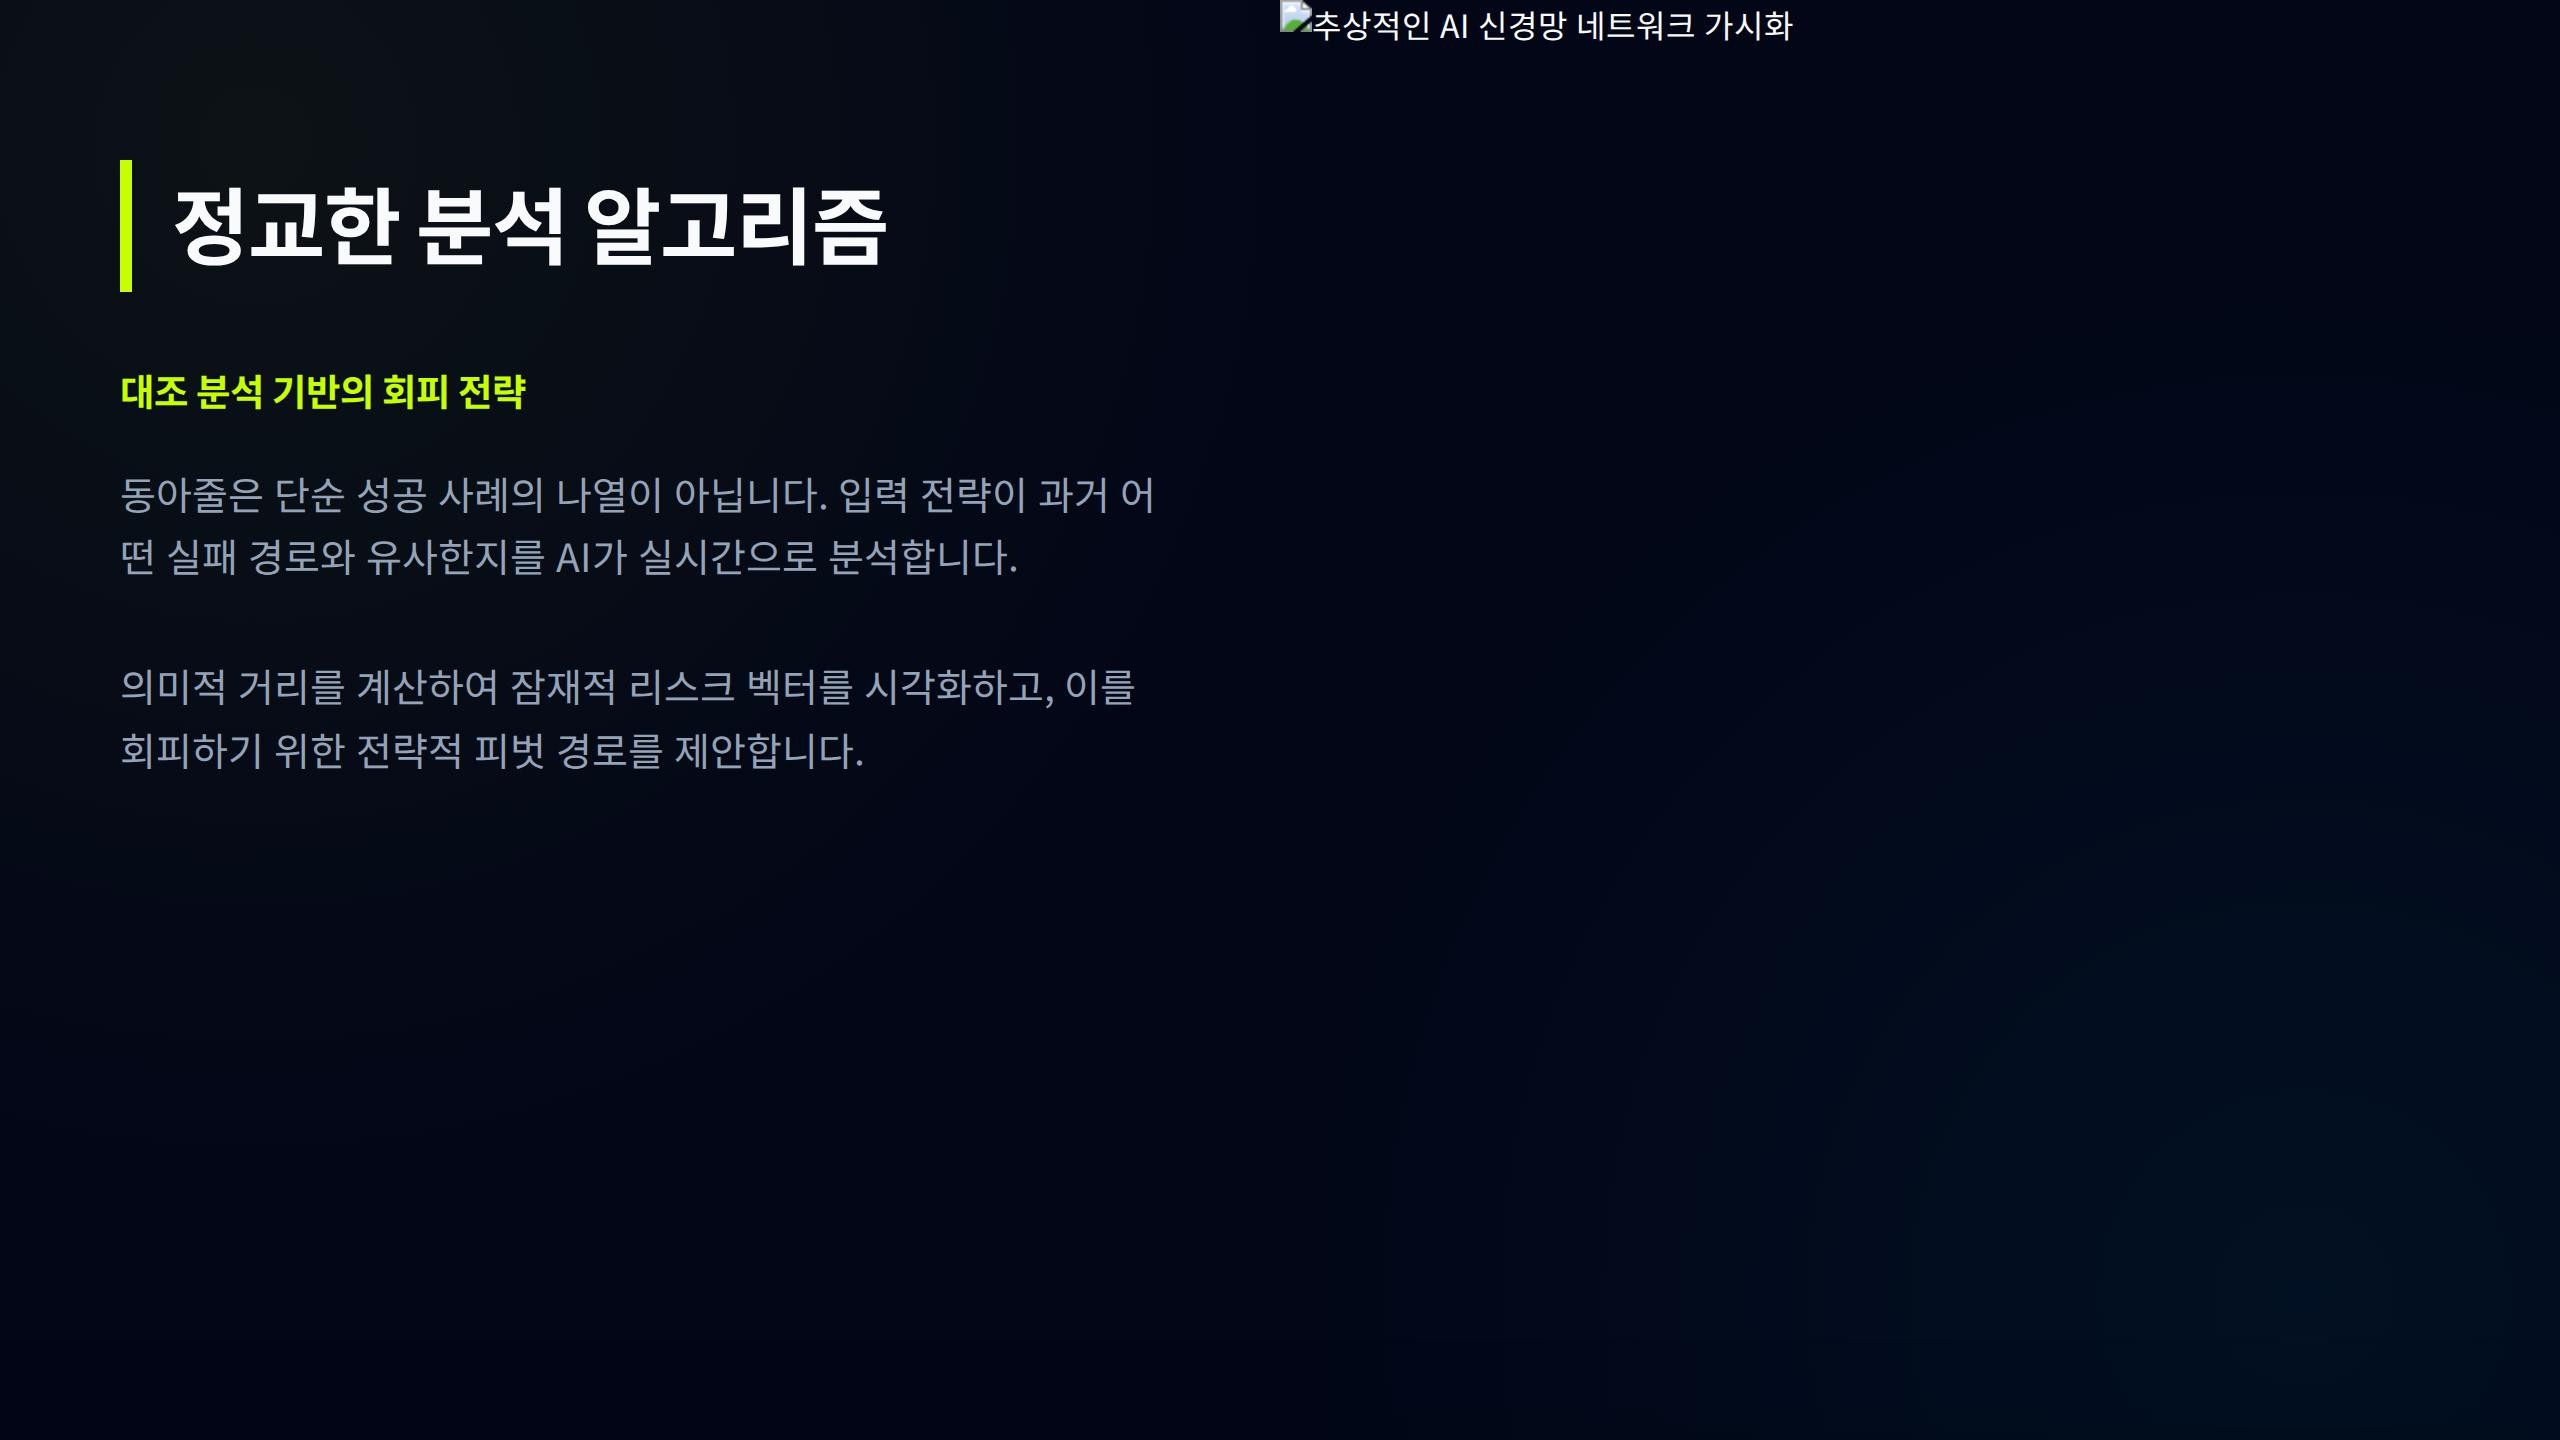 추상적인 AI 신경망 네트워크 가시화
정교한 분석 알고리즘
대조 분석 기반의 회피 전략
동아줄은 단순 성공 사례의 나열이 아닙니다. 입력 전략이 과거 어
떤 실패 경로와 유사한지를 AI가 실시간으로 분석합니다.
의미적 거리를 계산하여 잠재적 리스크 벡터를 시각화하고, 이를
회피하기 위한 전략적 피벗 경로를 제안합니다.